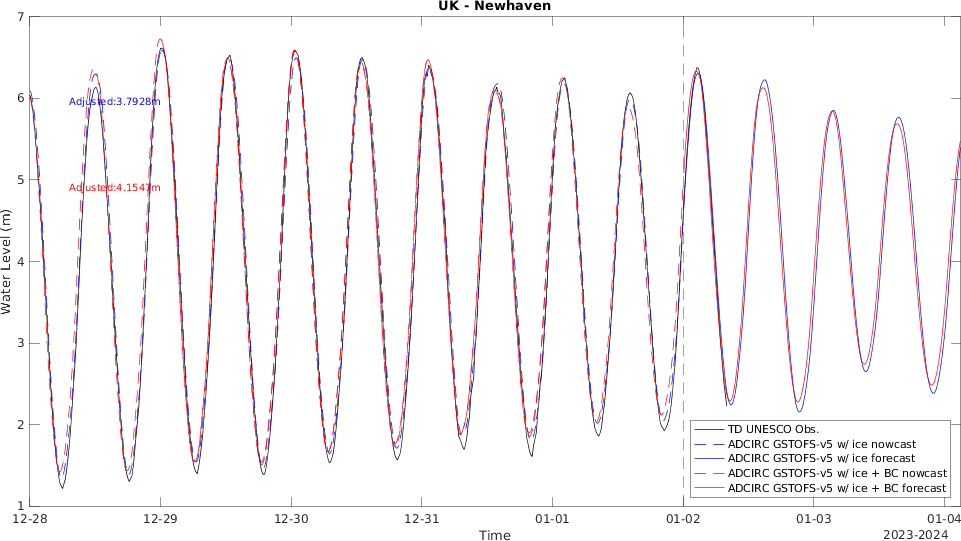 UK - Newhaven
7
6
5
4
3
2
1
Water Level (m)
Adjusted:3.7928m
Adjusted:4.1547m
TD UNESCO Obs.
ADCIRC GSTOFS-v5 w/ ice nowcast
ADCIRC GSTOFS-v5 w/ ice forecast
ADCIRC GSTOFS-v5 w/ ice + BC nowcast
ADCIRC GSTOFS-v5 w/ ice + BC forecast
12-28 12-29 12-30 12-31 01-01 01-02 01-03 01-04
Time
2023-2024